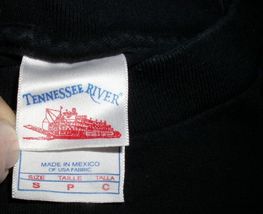 TENNESSEE RIVER®
MADE IN MEXICO
OF USA FABRIC
SIZE TAILLE TALLA
S P C